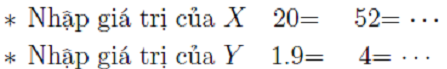 * Nhập giá trị của X 20= 52= ⋯
* Nhập giá trị của Y 1.9= 4= ⋯